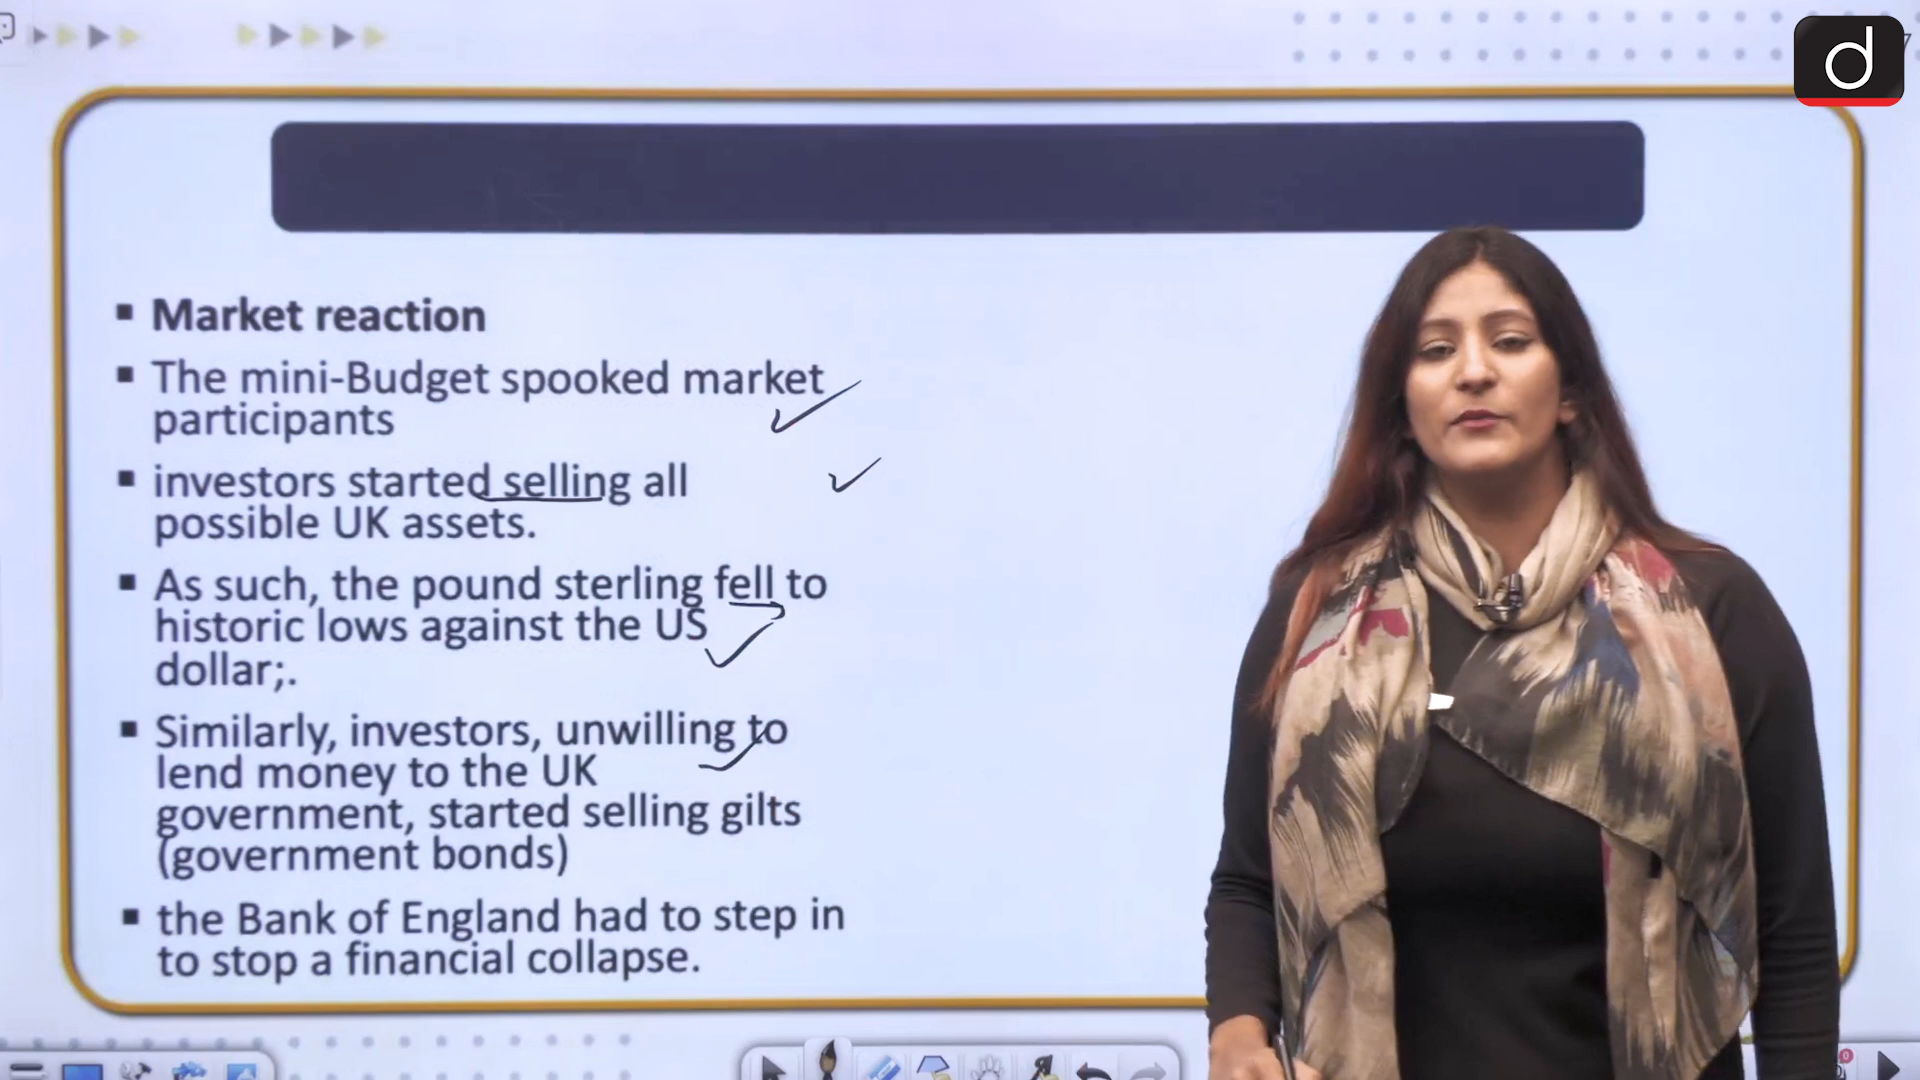 d
7
Market reaction
The mini-Budget spooked market
participants
investors started selling all
possible UK assets.
As such, the pound sterling fell to
historic lows against the US
dollar;.
Similarly, investors, unwilling to
lend money to the UK
government, started selling gilts
(government bonds)
the Bank of England had to step in
to stop a financial collapse.
0